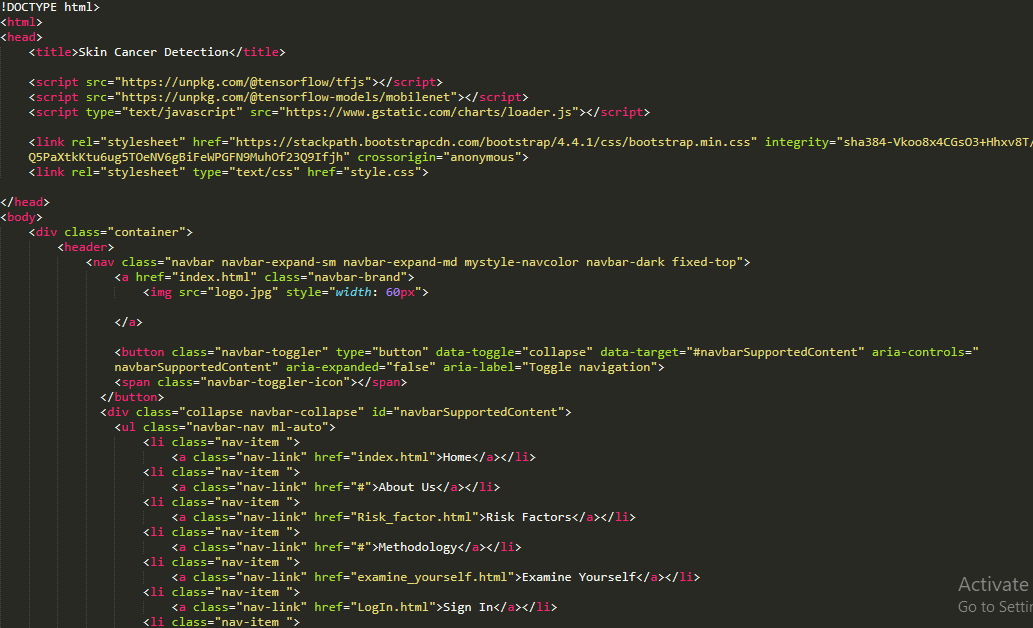 !DOCTYPE html>
<html>
<head>
<title>Skin Cancer Detection</title>
<script src="https://unpkg.com/@tensorflow/tfjs"></script>
<script src="https://unpkg.com/@tensorflow-models/mobilenet"></script>
<script type="text/javascript" src="https://www.gstatic.com/charts/loader.js"></script>
<link rel="stylesheet" href="https://stackpath.bootstrapcdn.com/bootstrap/4.4.1/css/bootstrap.min.css" integrity="sha384-Vkoo8x4CGsO3+Hhxv8T/
Q5PaXtkKtu6ug5TOeNV6gBiFeWPGFN9MuhOf23Q9Ifjh" crossorigin="anonymous">
<link rel="stylesheet" type="text/css" href="style.css">
</head>
<body>
<div class="container">
<header>
<nav class="navbar navbar-expand-sm navbar-expand-md mystyle-navcolor navbar-dark fixed-top">
<a href="index.html" class="navbar-brand">
<img src="logo.jpg" style="width: 60px">
</a>
<button class="navbar-toggler" type="button" data-toggle="collapse" data-target="#navbarSupportedContent" aria-controls="
navbarSupportedContent" aria-expanded="false" aria-label="Toggle navigation">
<span class="navbar-toggler-icon"></span>
</button>
<div class="collapse navbar-collapse" id="navbarSupportedContent">
<ul class="navbar-nav ml-auto">
<li class="nav-item ">
<a class="nav-link" href="index.html">Home</a></li>
<li class="nav-item ">
<a class="nav-link" href="#">About Us</a></li>
<li class="nav-item ">
<a class="nav-link" href="Risk_factor.html">Risk Factors</a></li>
<li class="nav-item ">
<a class="nav-link" href="#">Methodology</a></li>
<li class="nav-item ">
<a class="nav-link" href="examine_yourself.html">Examine Yourself</a></li>
<li class="nav-item ">
<a class="nav-link" href="LogIn.html">Sign In</a></li>
<li class="nav-item ">
Activate
Go to Settin